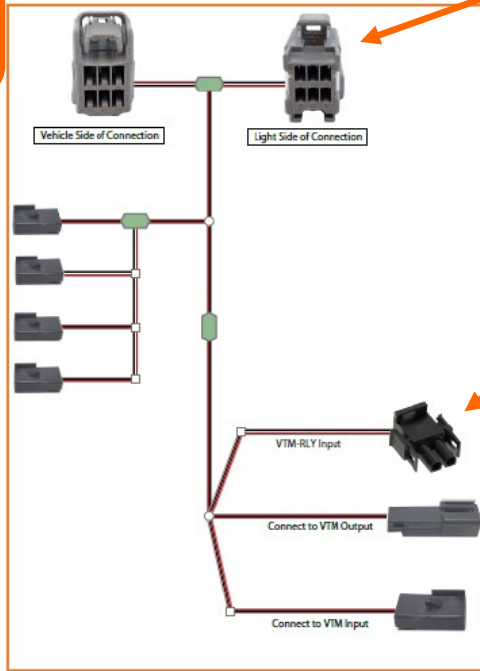 Vehicle Side of Connection
Light Side of Connection
VTM-RLY Input
Connect to VTM Output
Connect to VTM Input